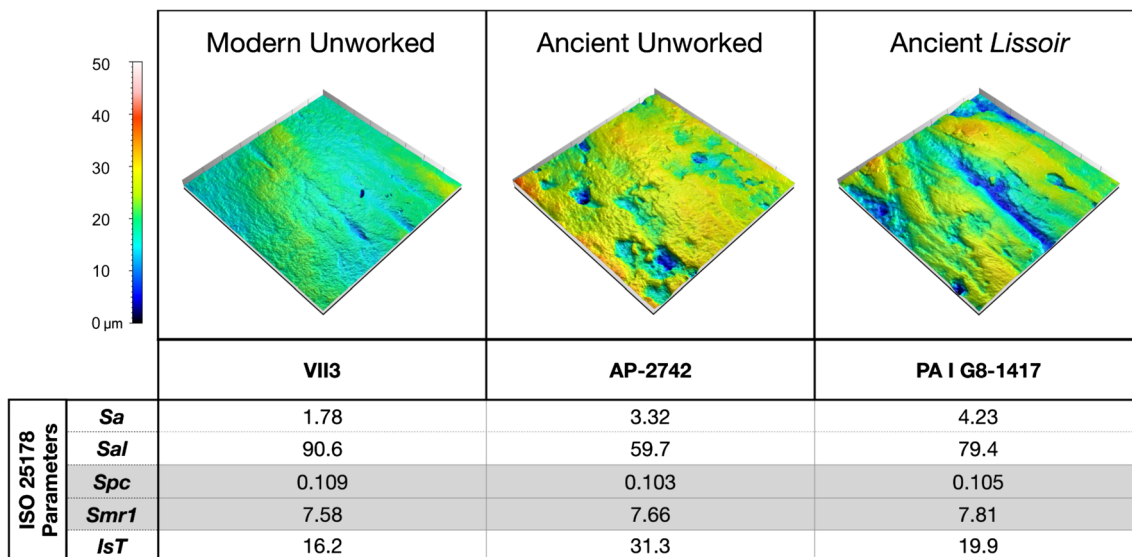 Modern Unworked Ancient Unworked Ancient Lissoir
50
40
30
20
10
0 µm
VII3 AP-2742 PA I G8-1417
ISO 25178 Parameters
Sa 1.78 3.32 4.23
Sal 90.6 59.7 79.4
Spc 0.109 0.103 0.105
Smr1 7.58 7.66 7.81
IsT 16.2 31.3 19.9